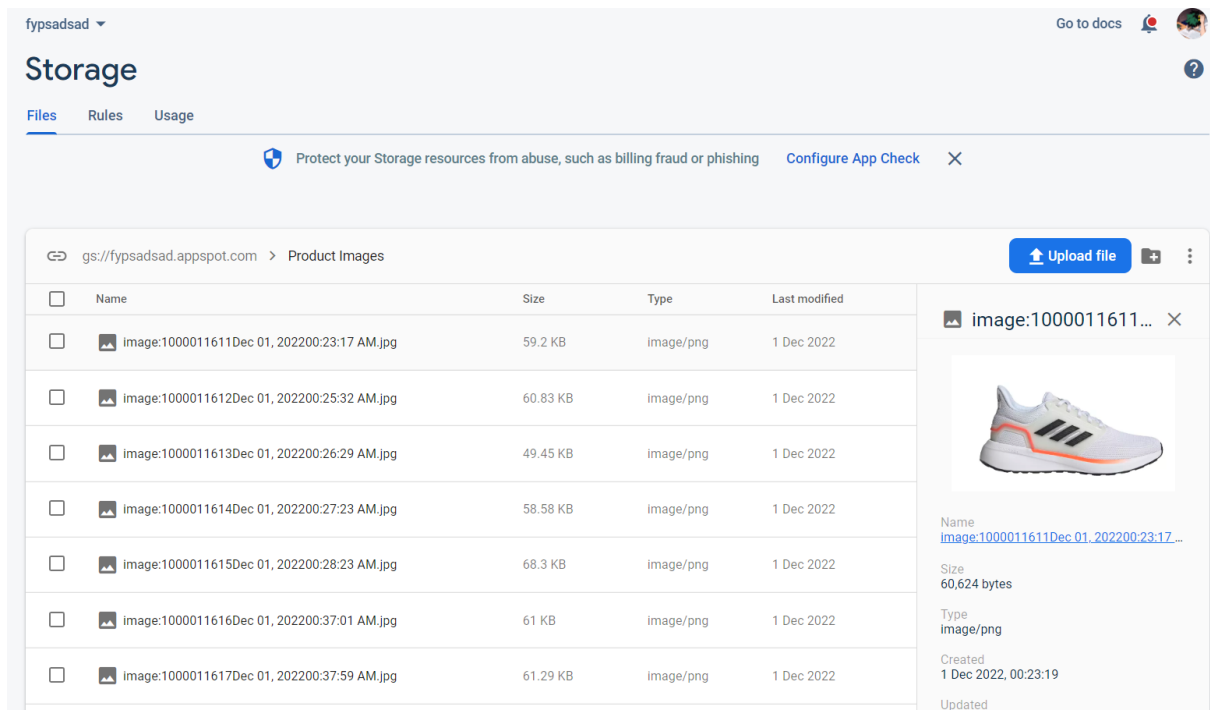 fypsadsad
Go to docs
Storage
Files Rules Usage
Protect your Storage resources from abuse, such as billing fraud or phishing Configure App Check
gs://fypsadsad.appspot.com > Product Images
Upload file
Name Size Type Last modified
image:1000011611Dec 01, 202200:23:17 AM.jpg 59.2 KB image/png 1 Dec 2022
image:1000011612Dec 01, 202200:25:32 AM.jpg 60.83 KB image/png 1 Dec 2022
image:1000011613Dec 01, 202200:26:29 AM.jpg 49.45 KB image/png 1 Dec 2022
image:1000011614Dec 01, 202200:27:23 AM.jpg 58.58 KB image/png 1 Dec 2022
image:1000011615Dec 01, 202200:28:23 AM.jpg 68.3 KB image/png 1 Dec 2022
image:1000011616Dec 01, 202200:37:01 AM.jpg 61 KB image/png 1 Dec 2022
image:1000011617Dec 01, 202200:37:59 AM.jpg 61.29 KB image/png 1 Dec 2022
image:1000011611...
Name
image:1000011611Dec 01, 202200:23:17 ...
Size
60,624 bytes
Type
image/png
Created
1 Dec 2022, 00:23:19
Updated